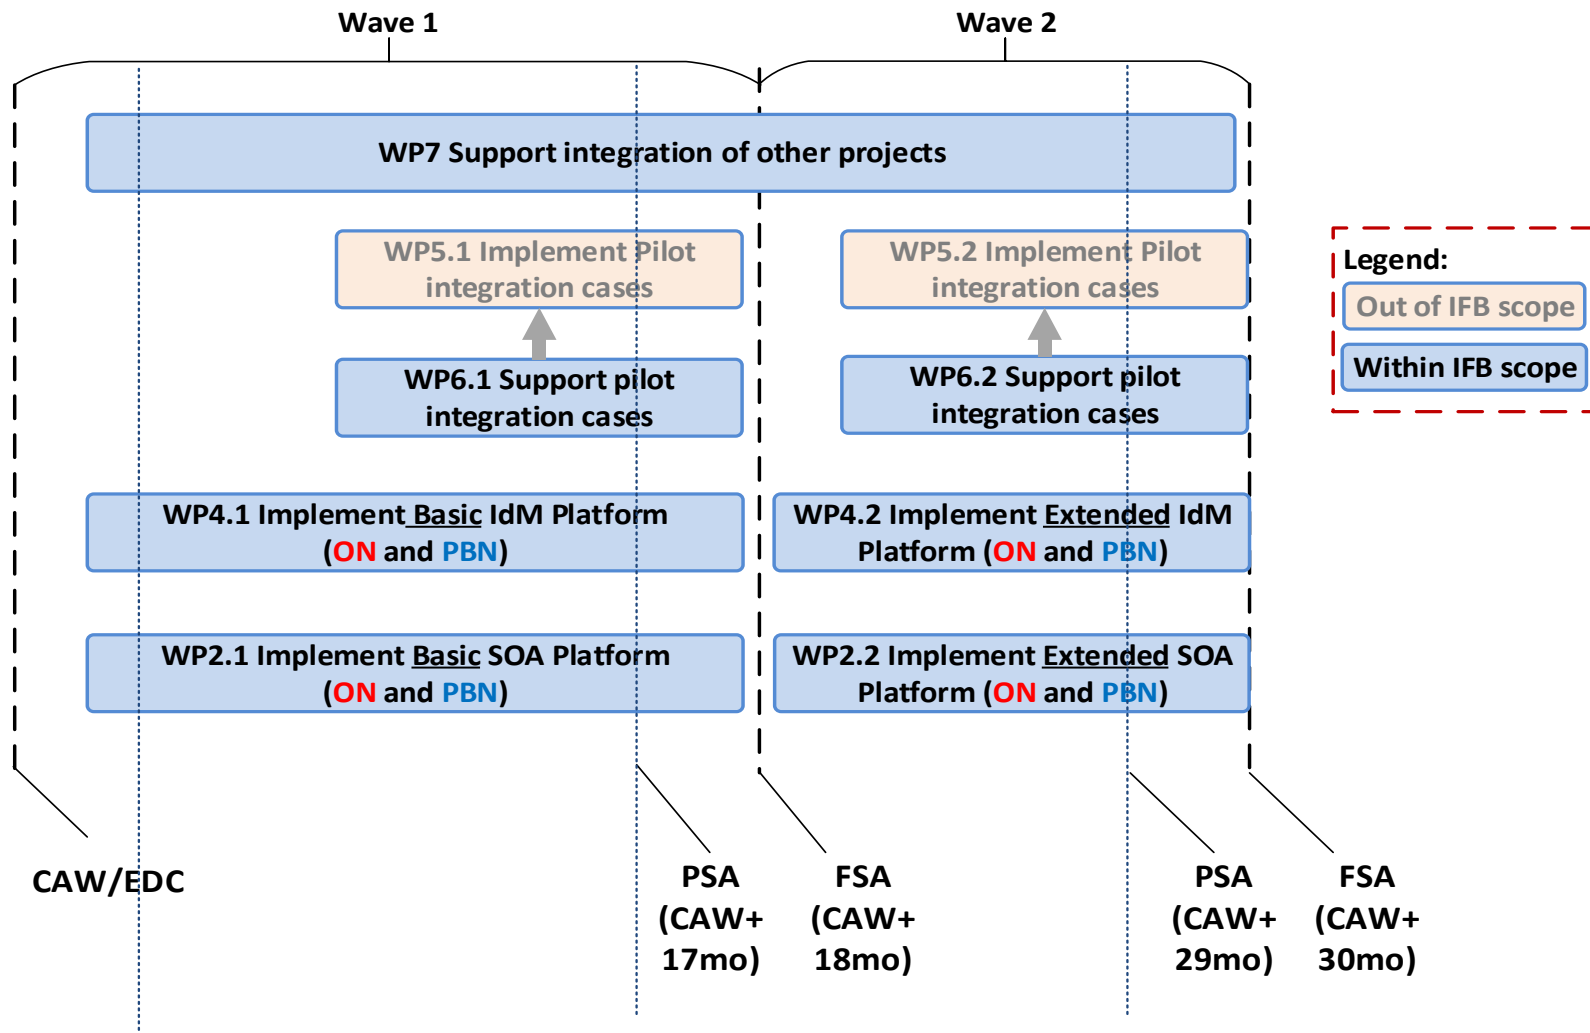 Wave 1
Wave 2
WP7 Support integration of other projects
WP5.1 Implement Pilot
integration cases
WP5.2 Implement Pilot
integration cases
Legend:
Out of IFB scope
Within IFB scope
WP6.1 Support pilot
integration cases
WP6.2 Support pilot
integration cases
WP4.1 Implement Basic IdM Platform
(ON and PBN)
WP4.2 Implement Extended IdM
Platform (ON and PBN)
WP2.1 Implement Basic SOA Platform
(ON and PBN)
WP2.2 Implement Extended SOA
Platform (ON and PBN)
CAW/EDC
PSA
(CAW+
17mo)
FSA
(CAW+
18mo)
PSA
(CAW+
29mo)
FSA
(CAW+
30mo)